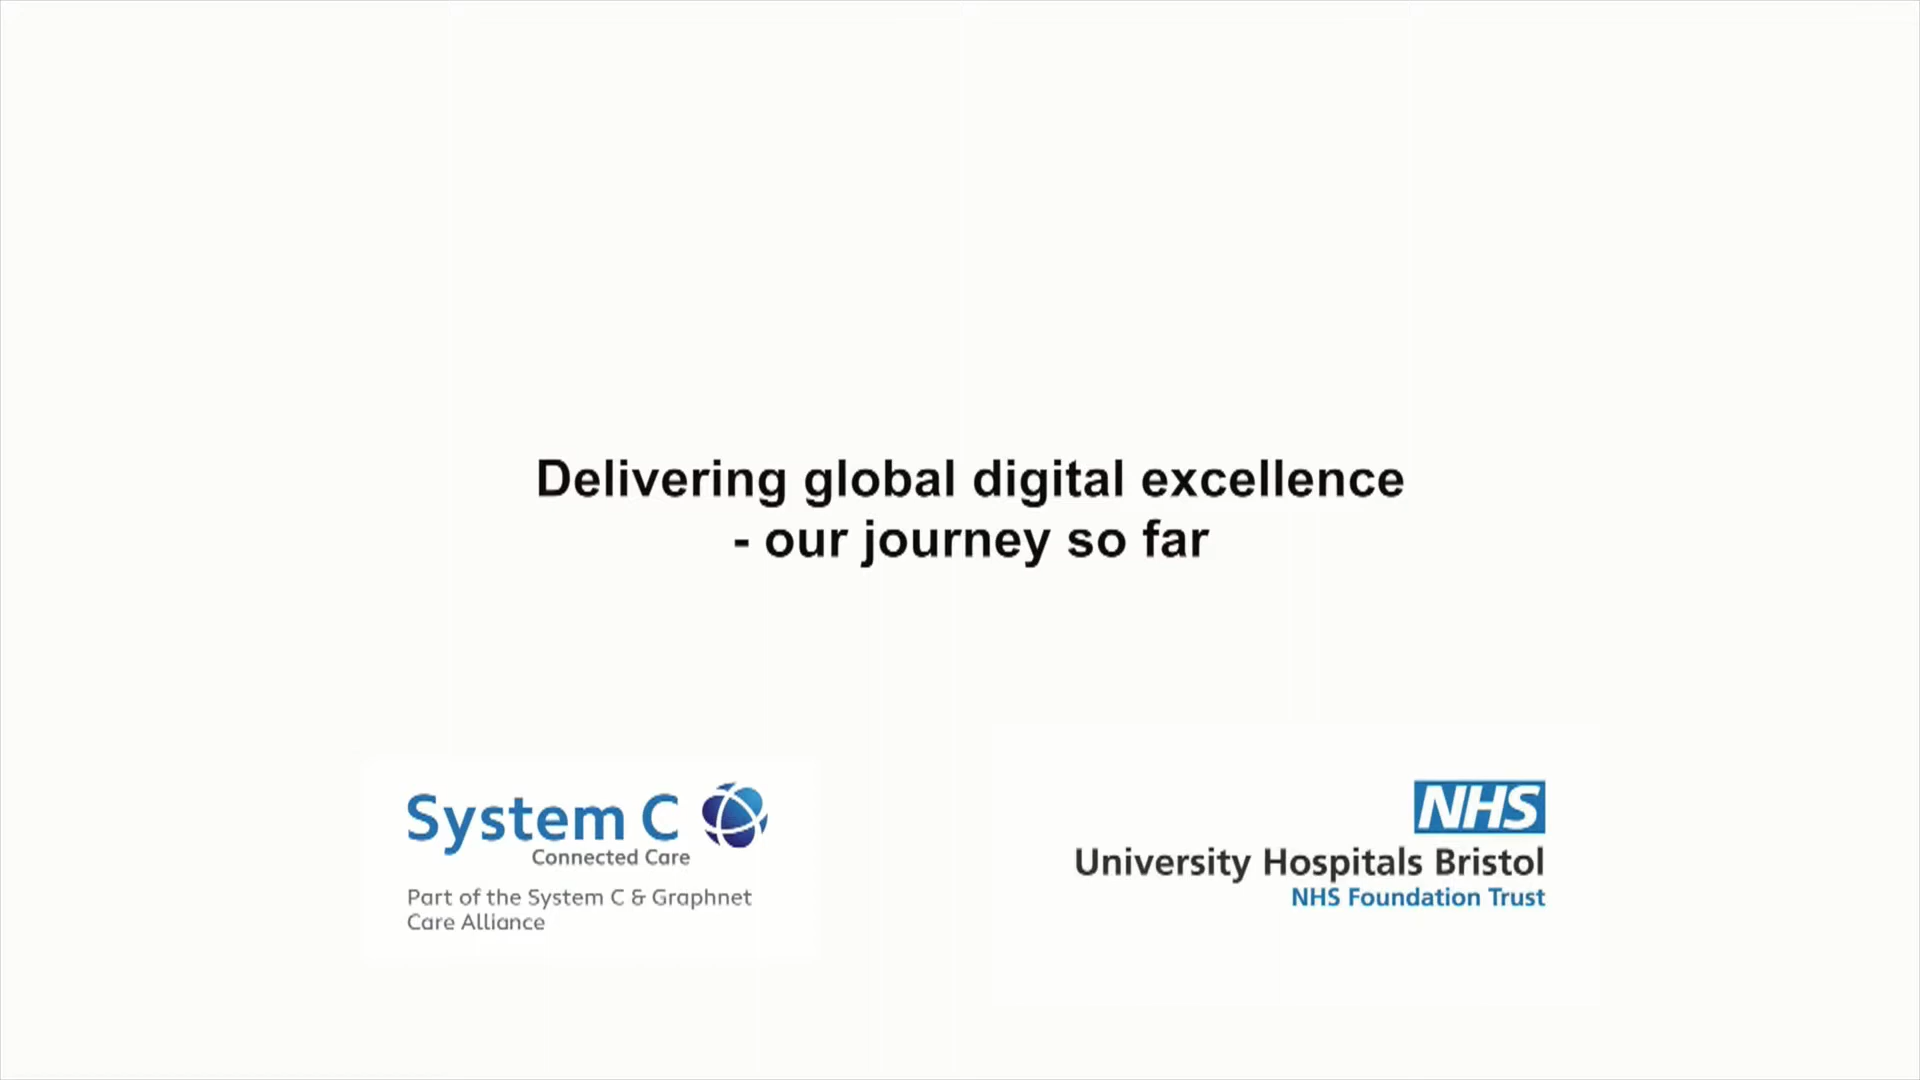 Delivering global digital excellence
- our journey so far
System C
Connected Care
Part of the System C & Graphnet
Care Alliance
NHS
University Hospitals Bristol
NHS Foundation Trust